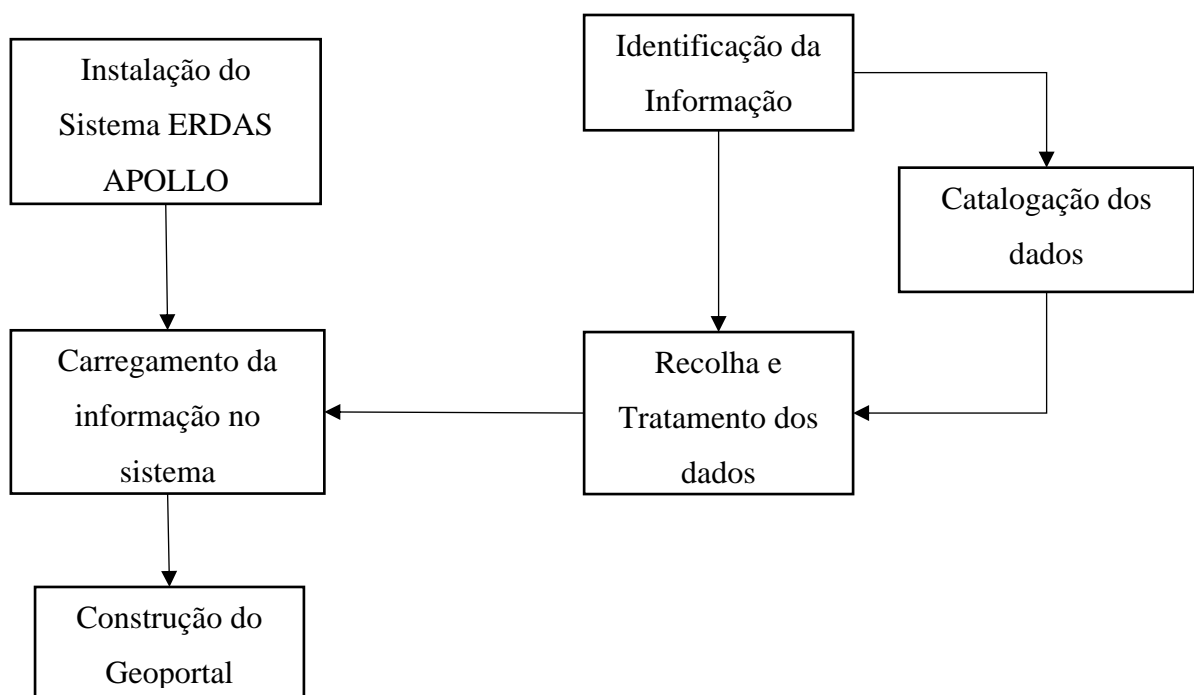 Instalação do
Sistema ERDAS
APOLLO
Identificação da
Informação
Catalogação dos
dados
Carregamento da
informação no
sistema
Recolha e
Tratamento dos
dados
Construção do
Geoportal